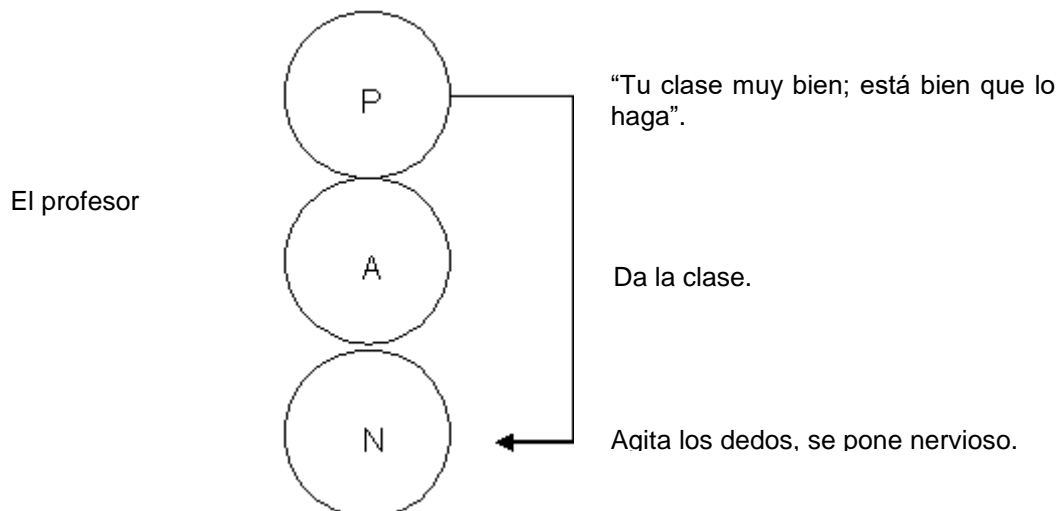 P
“Tu clase muy bien; está bien que lo
haga”.
El profesor
A
Da la clase.
N
Agita los dedos, se pone nervioso.